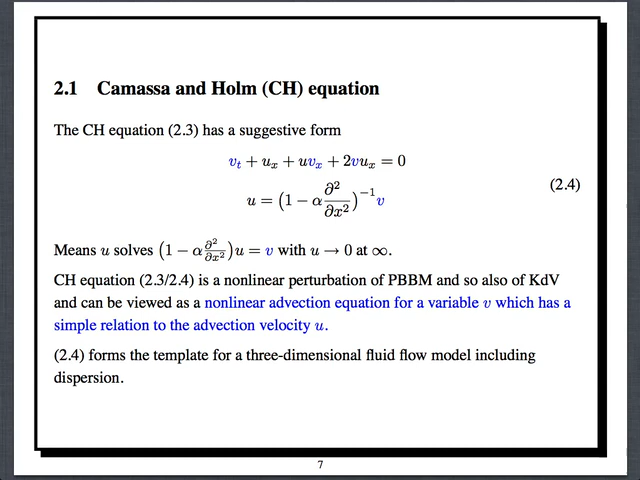 2.1 Camassa and Holm (CH) equation
The CH equation (2.3) has a suggestive form
vₜ + uₓ + uvₓ + 2vuₓ = 0
u = (1 − α ∂²/∂x²)⁻¹ v
(2.4)
Means u solves (1 − α ∂²/∂x²)u = v with u → 0 at ∞.
CH equation (2.3/2.4) is a nonlinear perturbation of PBBM and so also of KdV
and can be viewed as a nonlinear advection equation for a variable v which has a
simple relation to the advection velocity u.
(2.4) forms the template for a three-dimensional fluid flow model including
dispersion.
7